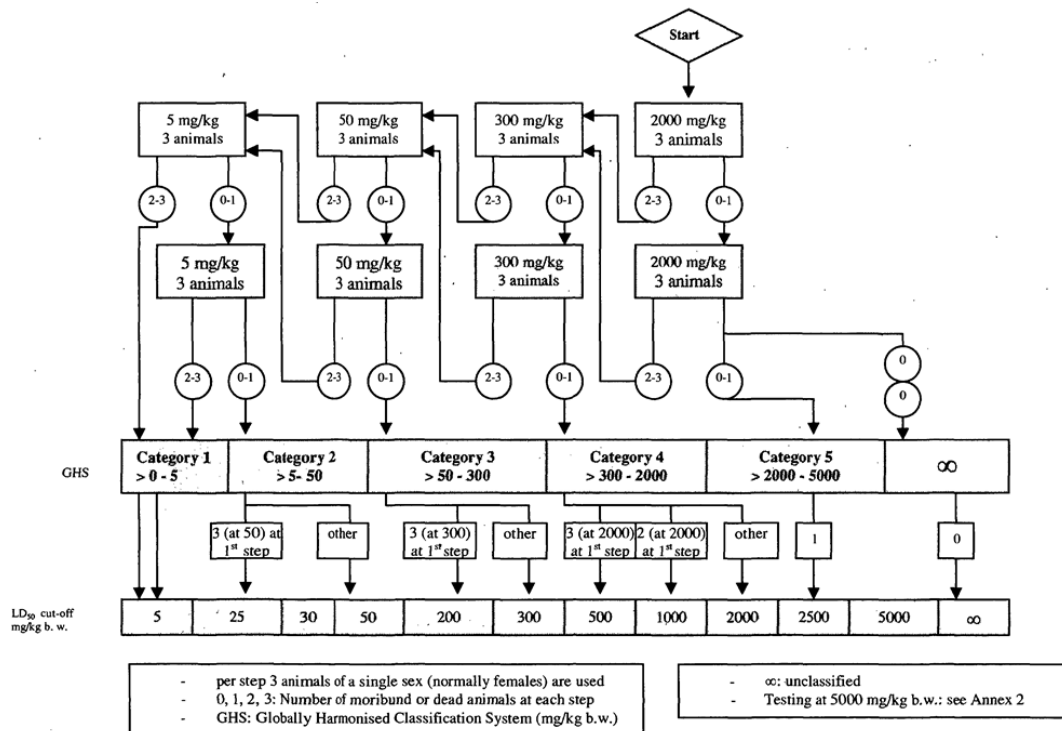 Start
5 mg/kg
3 animals
50 mg/kg
3 animals
300 mg/kg
3 animals
2000 mg/kg
3 animals
2-3
0-1
2-3
0-1
2-3
0-1
2-3
0-1
5 mg/kg
3 animals
50 mg/kg
3 animals
300 mg/kg
3 animals
2000 mg/kg
3 animals
0
2-3
0-1
2-3
0-1
2-3
0-1
2-3
0-1
0
GHS
Category 1
> 0 - 5
Category 2
> 5- 50
Category 3
> 50 - 300
Category 4
> 300 - 2000
Category 5
> 2000 - 5000
∞
3 (at 50) at
1st step
other
3 (at 300)
at 1st step
other
3 (at 2000)
at 1st step
2 (at 2000)
at 1st step
other
1
0
LD50 cut-off
mg/kg b. w.
5
25
30
50
200
300
500
1000
2000
2500
5000
∞
- per step 3 animals of a single sex (normally females) are used
- 0, 1, 2, 3: Number of moribund or dead animals at each step
- GHS: Globally Harmonised Classification System (mg/kg b.w.)
- ∞: unclassified
- Testing at 5000 mg/kg b.w.: see Annex 2